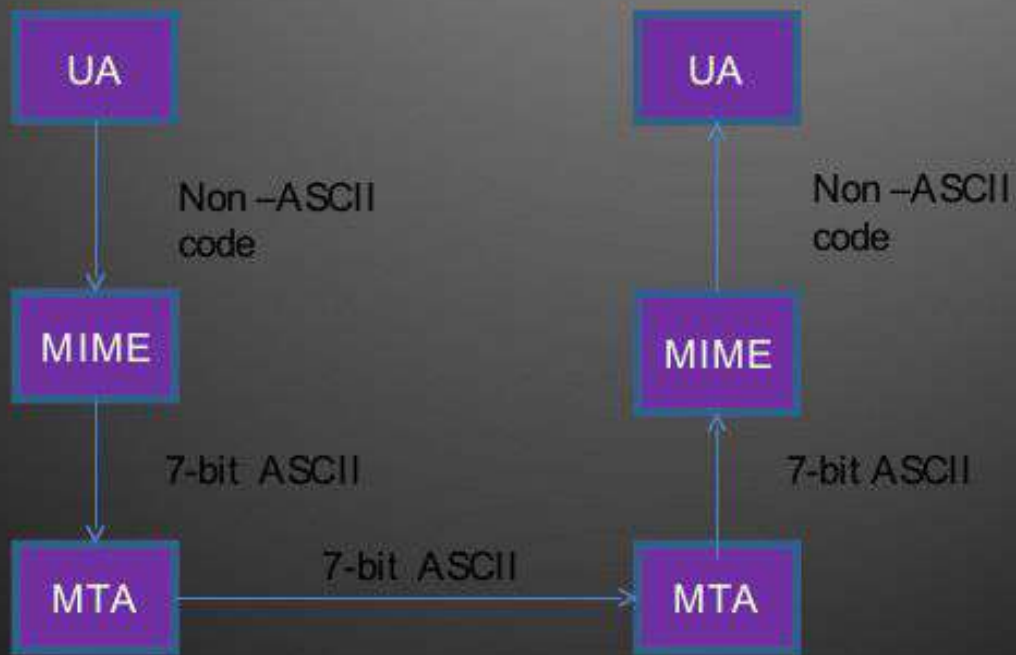 UA
UA
Non –ASCII
code
Non –ASCII
code
MIME
MIME
7-bit ASCII
7-bit ASCII
7-bit ASCII
MTA
MTA